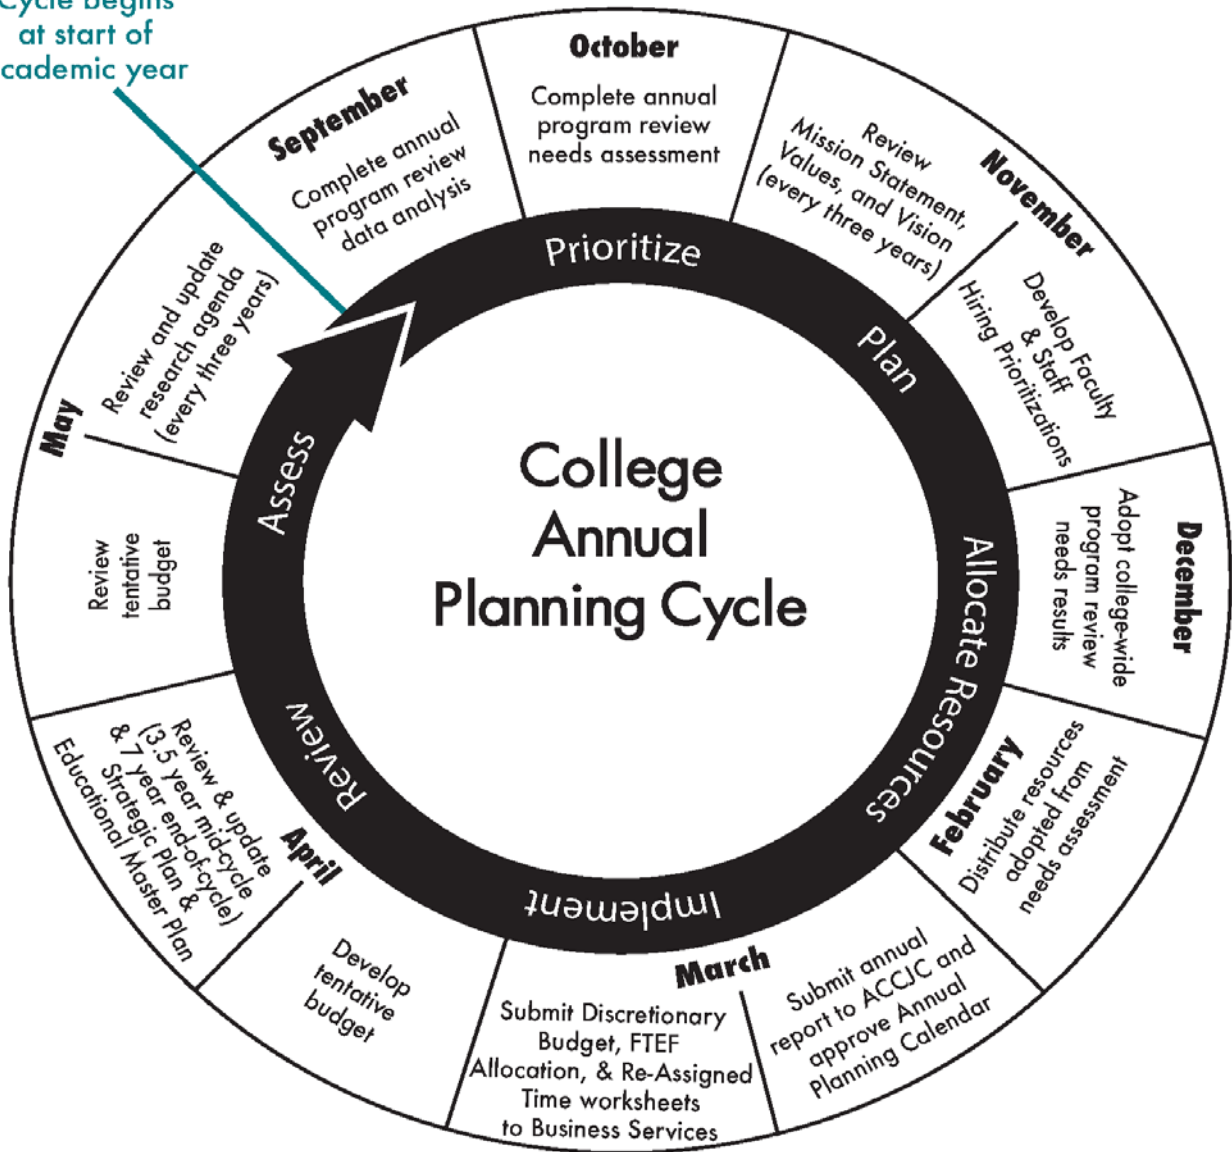 Cycle begins
at start of
academic year
September
Complete annual
program review
data analysis
October
Complete annual
program review
needs assessment
November
Review
Mission Statement,
Values, and Vision
(every three years)
Develop Faculty
& Staff
Hiring Prioritizations
December
Adopt college-wide
program review
needs results
February
Distribute resources
adopted from
needs assessment
March
Submit annual
report to ACCJC and
approve Annual
Planning Calendar
Submit Discretionary
Budget, FTEF
Allocation, & Re-Assigned
Time worksheets
to Business Services
April
Develop
tentative
budget
Review & update
(3.5 year mid-cycle
& 7 year end-of-cycle)
Strategic Plan &
Educational Master Plan
May
Review
tentative
budget
Review and update
research agenda
(every three years)
Prioritize
Plan
Allocate Resources
Implement
Review
Assess
College
Annual
Planning Cycle